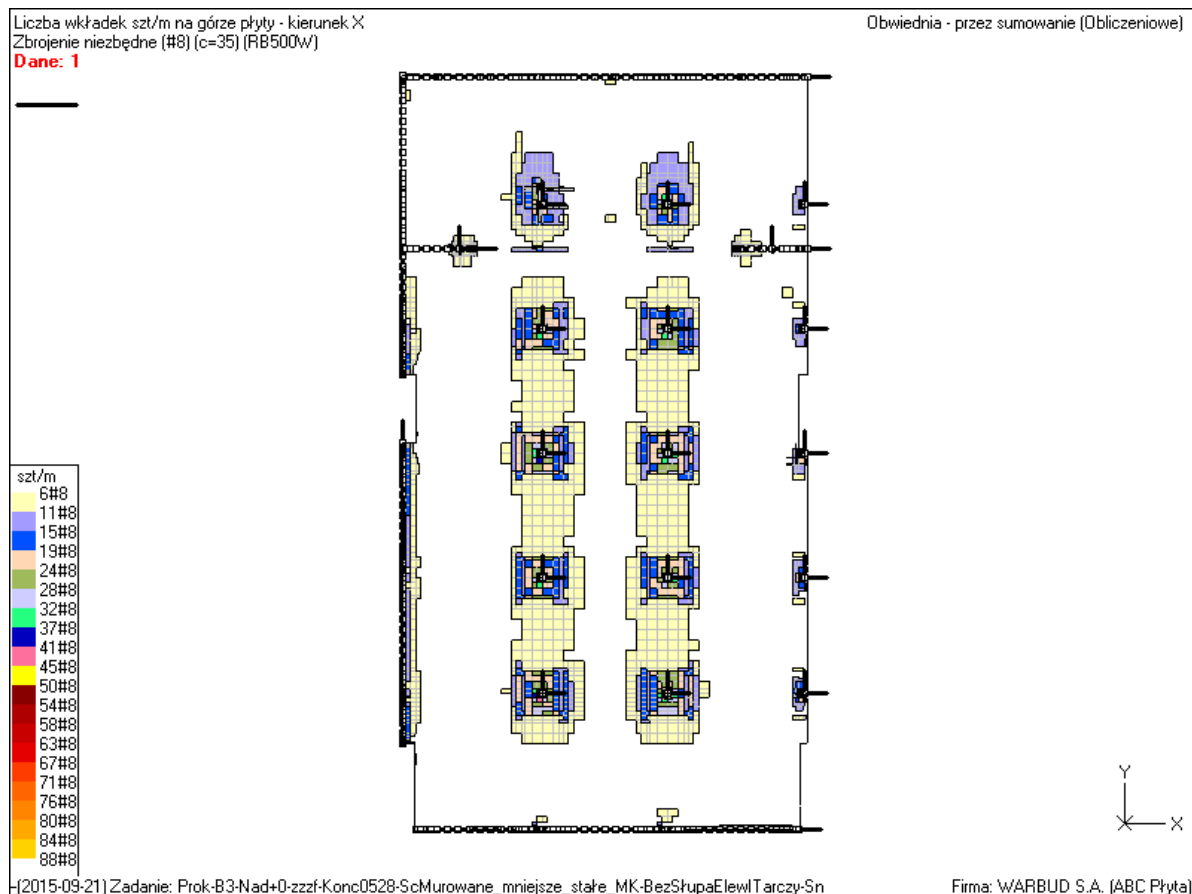 Liczba wkładek szt/m na górze płyty - kierunek X
Obwiednia - przez sumowanie (Obliczeniowe)
Zbrojenie niezbędne (#8) (c=35) (RB500W)
Dane: 1
szt/m
6#8
11#8
15#8
19#8
24#8
28#8
32#8
37#8
41#8
45#8
50#8
54#8
58#8
63#8
67#8
71#8
76#8
80#8
84#8
88#8
Y
X
(2015-09-21) Zadanie: Prok-B3-Nad+0-zzzf-Konc0528-ScMurowane_mniejsze_stałe_MK-BezSłupaElewITarczy-Sn
Firma: WARBUD S.A. (ABC Płyta)